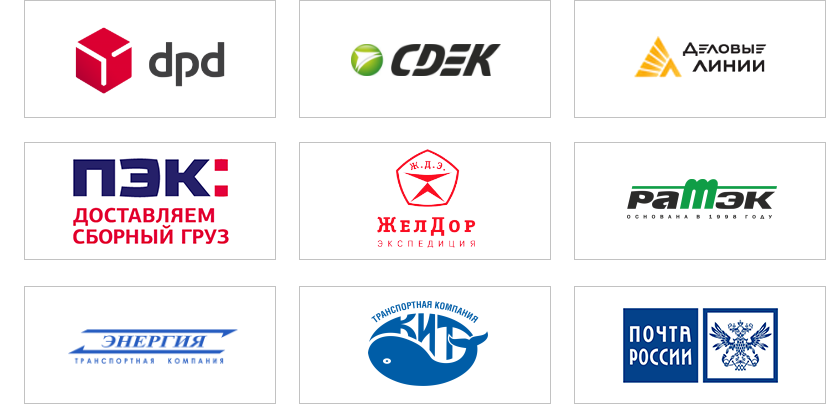 dpd
CDEK
ДЕЛОВЫЕ
ЛИНИИ
ПЭК:
ДОСТАВЛЯЕМ
СБОРНЫЙ ГРУЗ
Ж.Д.Э.
ЖЕЛДОР
ЭКСПЕДИЦИЯ
РАТЭК
ОСНОВАНА В 1998 ГОДУ
ЭНЕРГИЯ
ТРАНСПОРТНАЯ КОМПАНИЯ
ТРАНСПОРТНАЯ КОМПАНИЯ
КИТ
ПОЧТА
РОССИИ